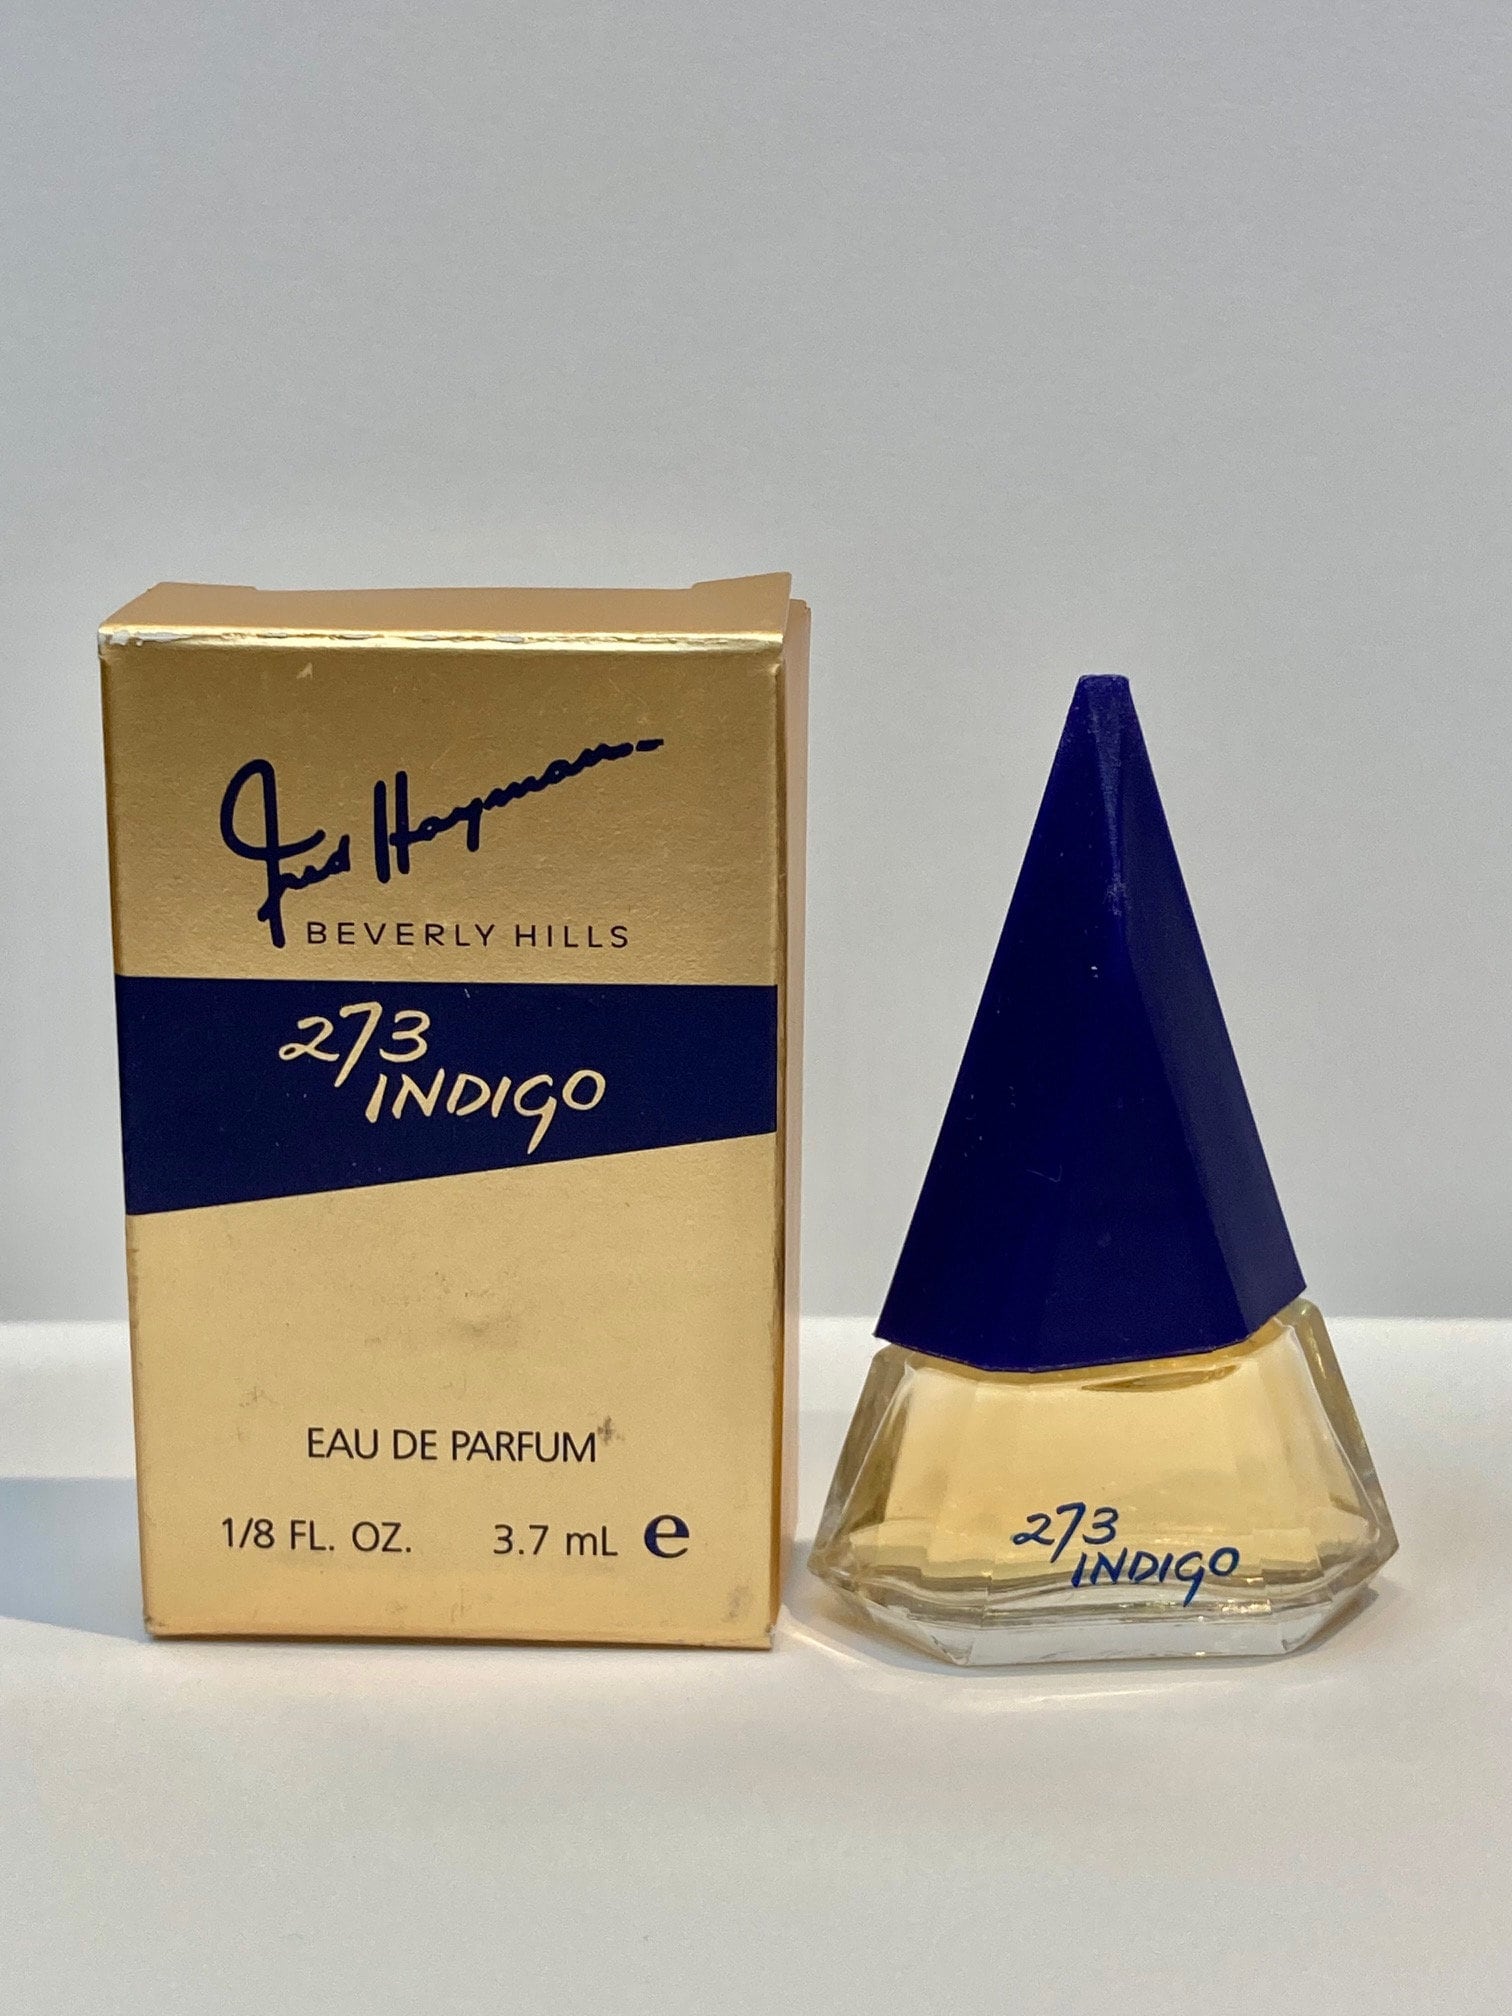 Fred Hayman
BEVERLY HILLS
273
INDIGO
EAU DE PARFUM
1/8 FL. OZ. 3.7 mL e
273
INDIGO